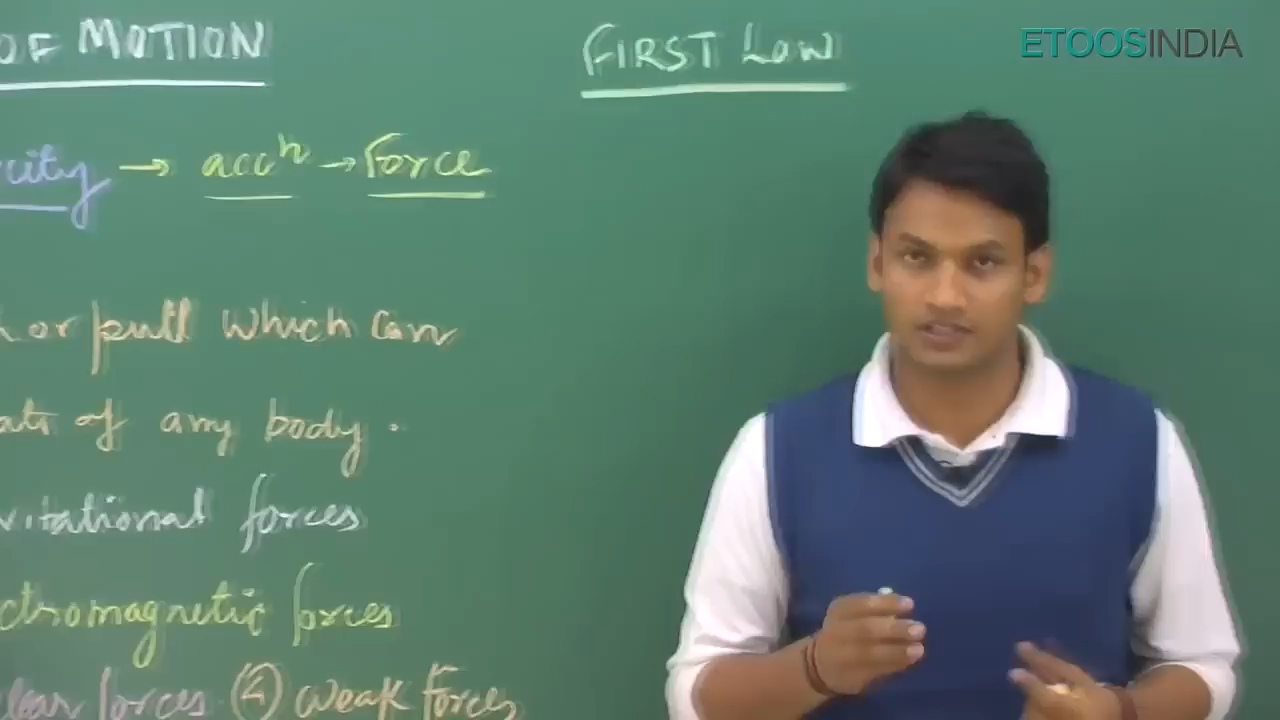 OF MOTION
FIRST LAW
ETOOSINDIA
city → accn → Force
h or pull which can
ate of any body .
vitational forces
ctromagnetic forces
lear forces ④ weak Forces